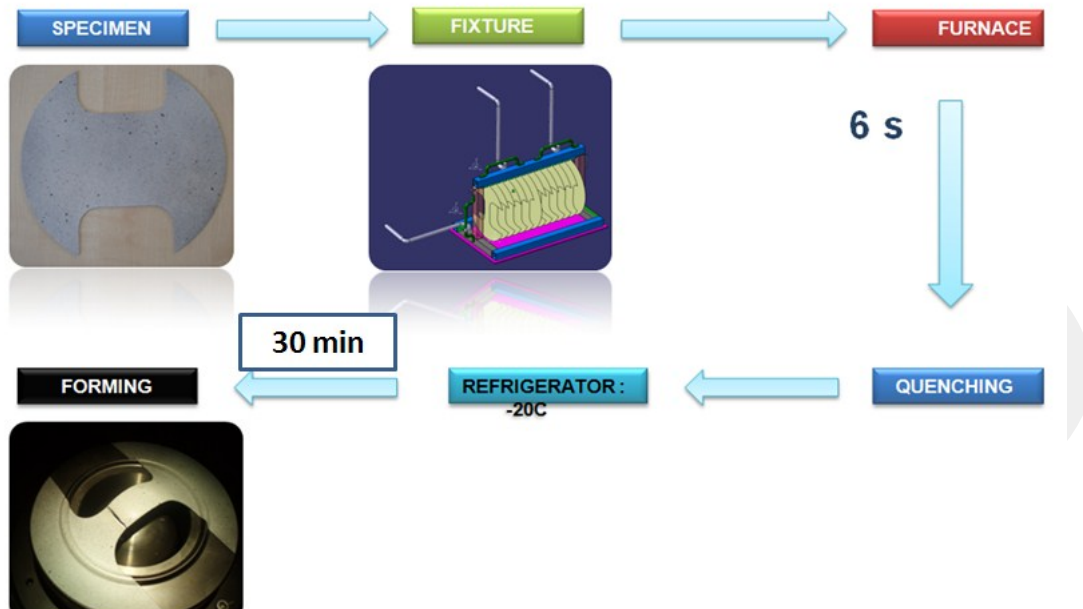 SPECIMEN
FIXTURE
FURNACE
6 s
30 min
FORMING
REFRIGERATOR :
-20C
QUENCHING